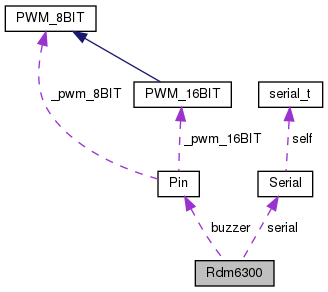 PWM_8BIT
_pwm_8BIT
PWM_16BIT
serial_t
_pwm_16BIT
self
Pin
Serial
buzzer
serial
Rdm6300